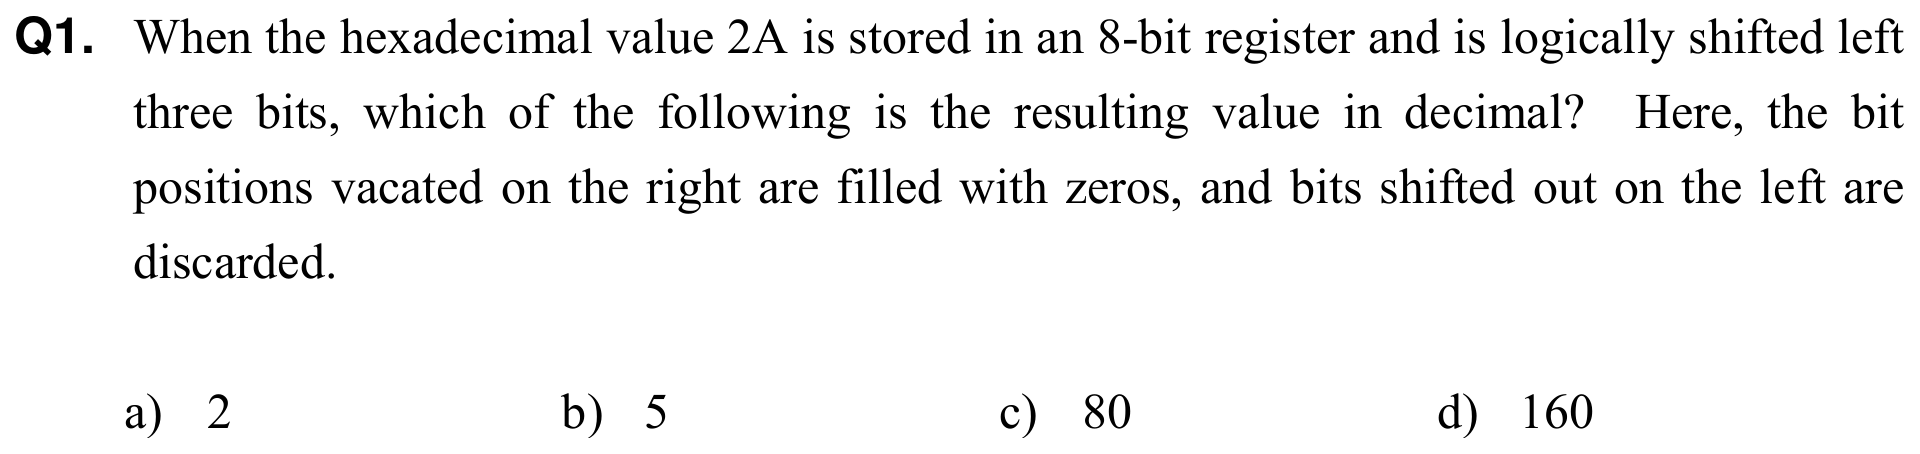 Q1. When the hexadecimal value 2A is stored in an 8-bit register and is logically shifted left
three bits, which of the following is the resulting value in decimal? Here, the bit
positions vacated on the right are filled with zeros, and bits shifted out on the left are
discarded.
a) 2 b) 5 c) 80 d) 160